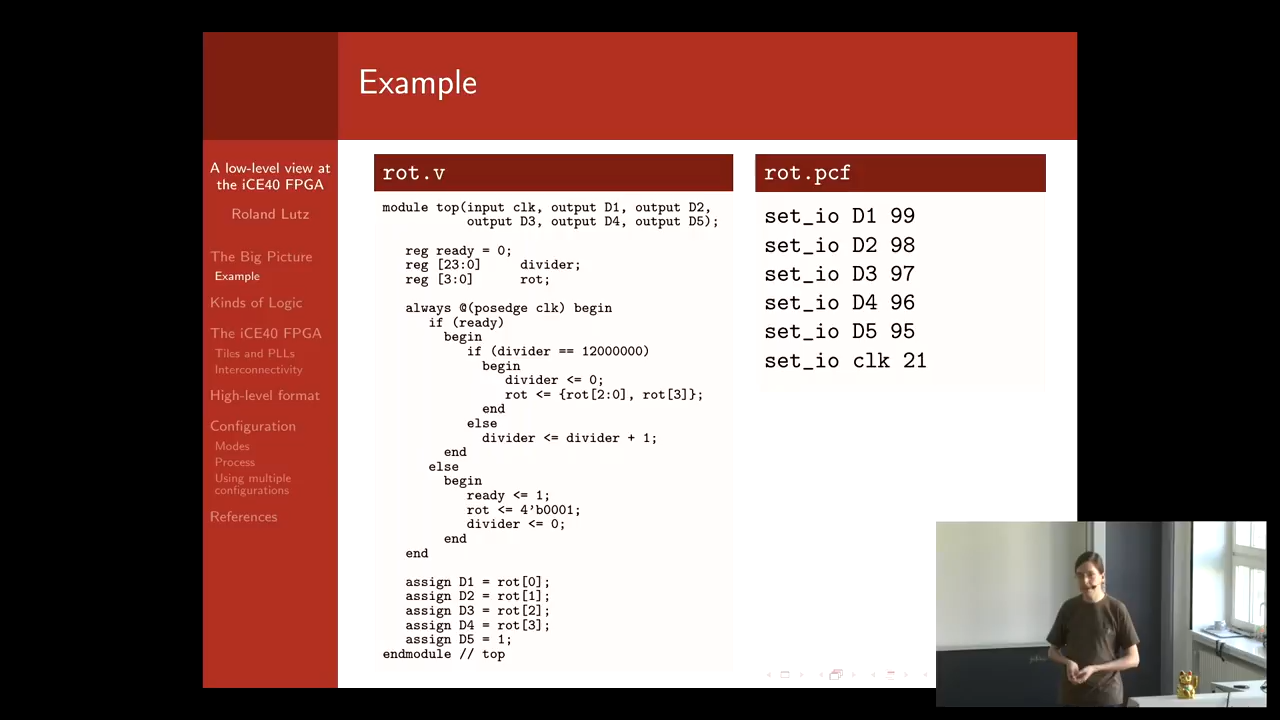 Example
A low-level view at
the iCE40 FPGA
Roland Lutz
The Big Picture
Example
Kinds of Logic
The iCE40 FPGA
Tiles and PLLs
Interconnectivity
High-level format
Configuration
Modes
Process
Using multiple
configurations
References
rot.v
module top(input clk, output D1, output D2,
           output D3, output D4, output D5);
   reg ready = 0;
   reg [23:0]     divider;
   reg [3:0]      rot;
   always @(posedge clk) begin
      if (ready)
        begin
           if (divider == 12000000)
             begin
                divider <= 0;
                rot <= {rot[2:0], rot[3]};
             end
           else
             divider <= divider + 1;
        end
      else
        begin
           ready <= 1;
           rot <= 4'b0001;
           divider <= 0;
        end
   end
   assign D1 = rot[0];
   assign D2 = rot[1];
   assign D3 = rot[2];
   assign D4 = rot[3];
   assign D5 = 1;
endmodule // top
rot.pcf
set_io D1 99
set_io D2 98
set_io D3 97
set_io D4 96
set_io D5 95
set_io clk 21